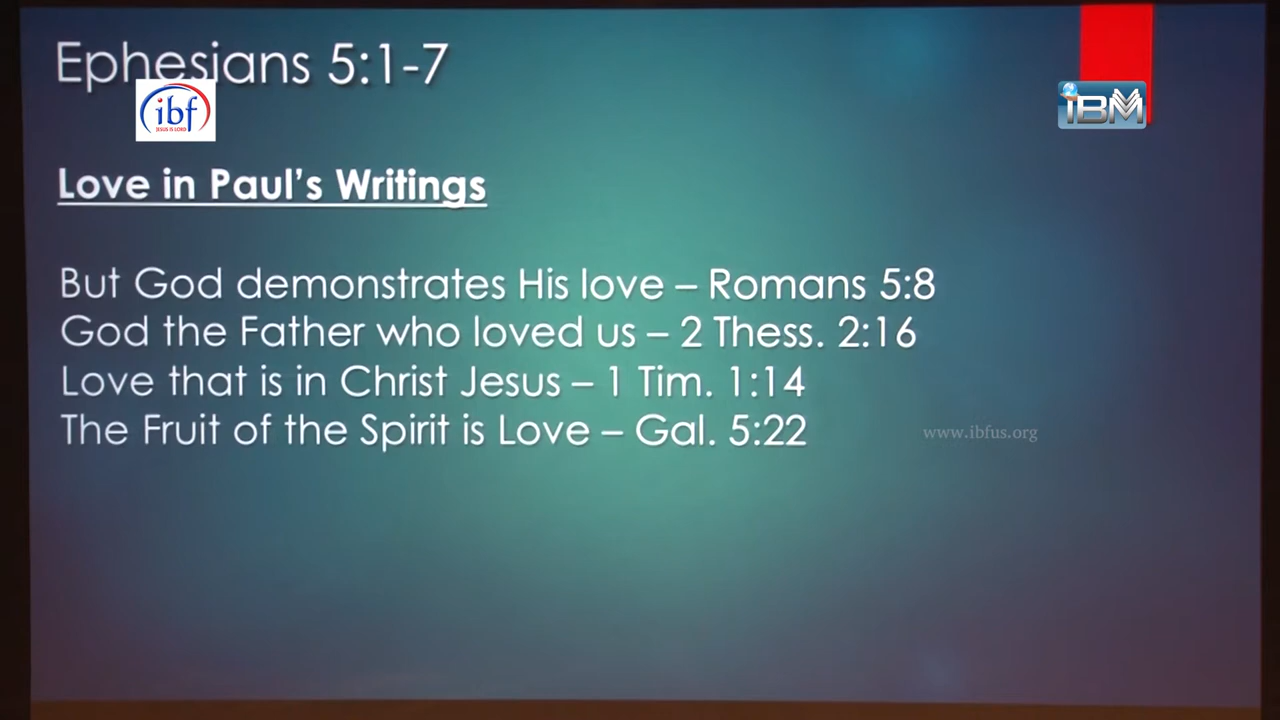 Ephesians 5:1-7
ibf
JESUS IS LORD
iBM
Love in Paul’s Writings
But God demonstrates His love – Romans 5:8
God the Father who loved us – 2 Thess. 2:16
Love that is in Christ Jesus – 1 Tim. 1:14
The Fruit of the Spirit is Love – Gal. 5:22
www.ibfus.org